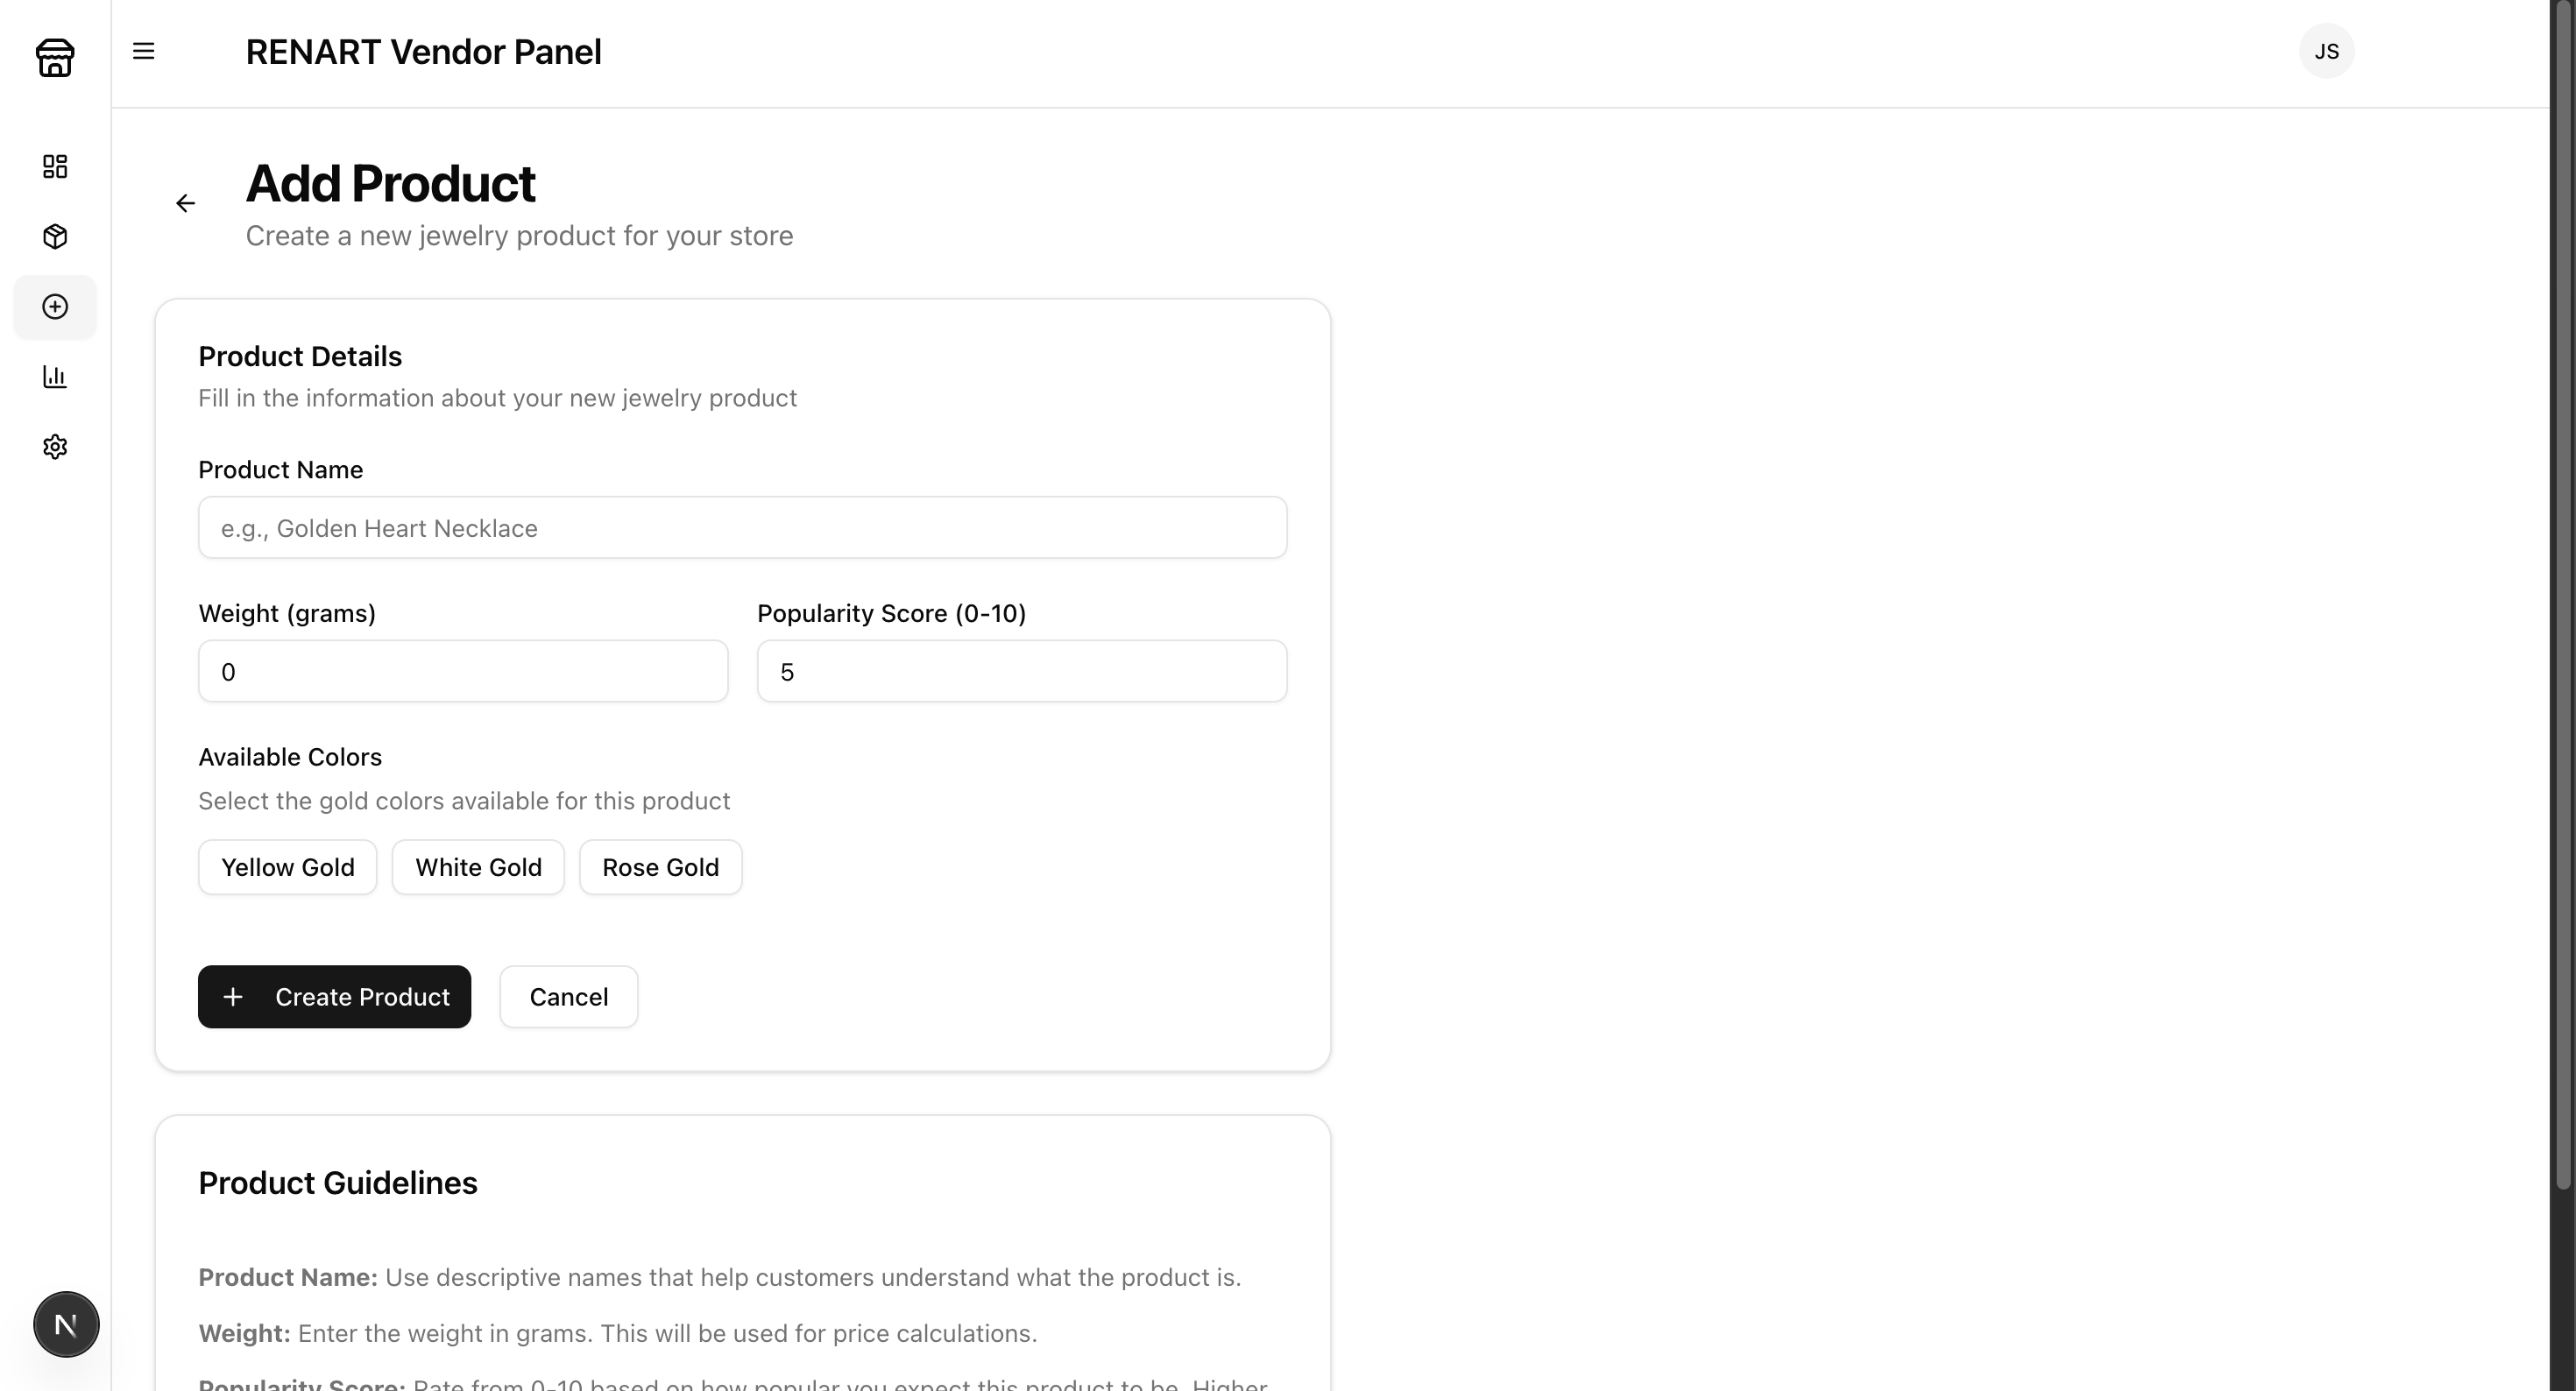 RENART Vendor Panel
JS
Add Product
Create a new jewelry product for your store
Product Details
Fill in the information about your new jewelry product
Product Name
e.g., Golden Heart Necklace
Weight (grams) Popularity Score (0-10)
0 5
Available Colors
Select the gold colors available for this product
Yellow Gold White Gold Rose Gold
+ Create Product Cancel
Product Guidelines
Product Name: Use descriptive names that help customers understand what the product is.
N
Weight: Enter the weight in grams. This will be used for price calculations.
Popularity Score: Rate from 0-10 based on how popular you expect this product to be. Higher